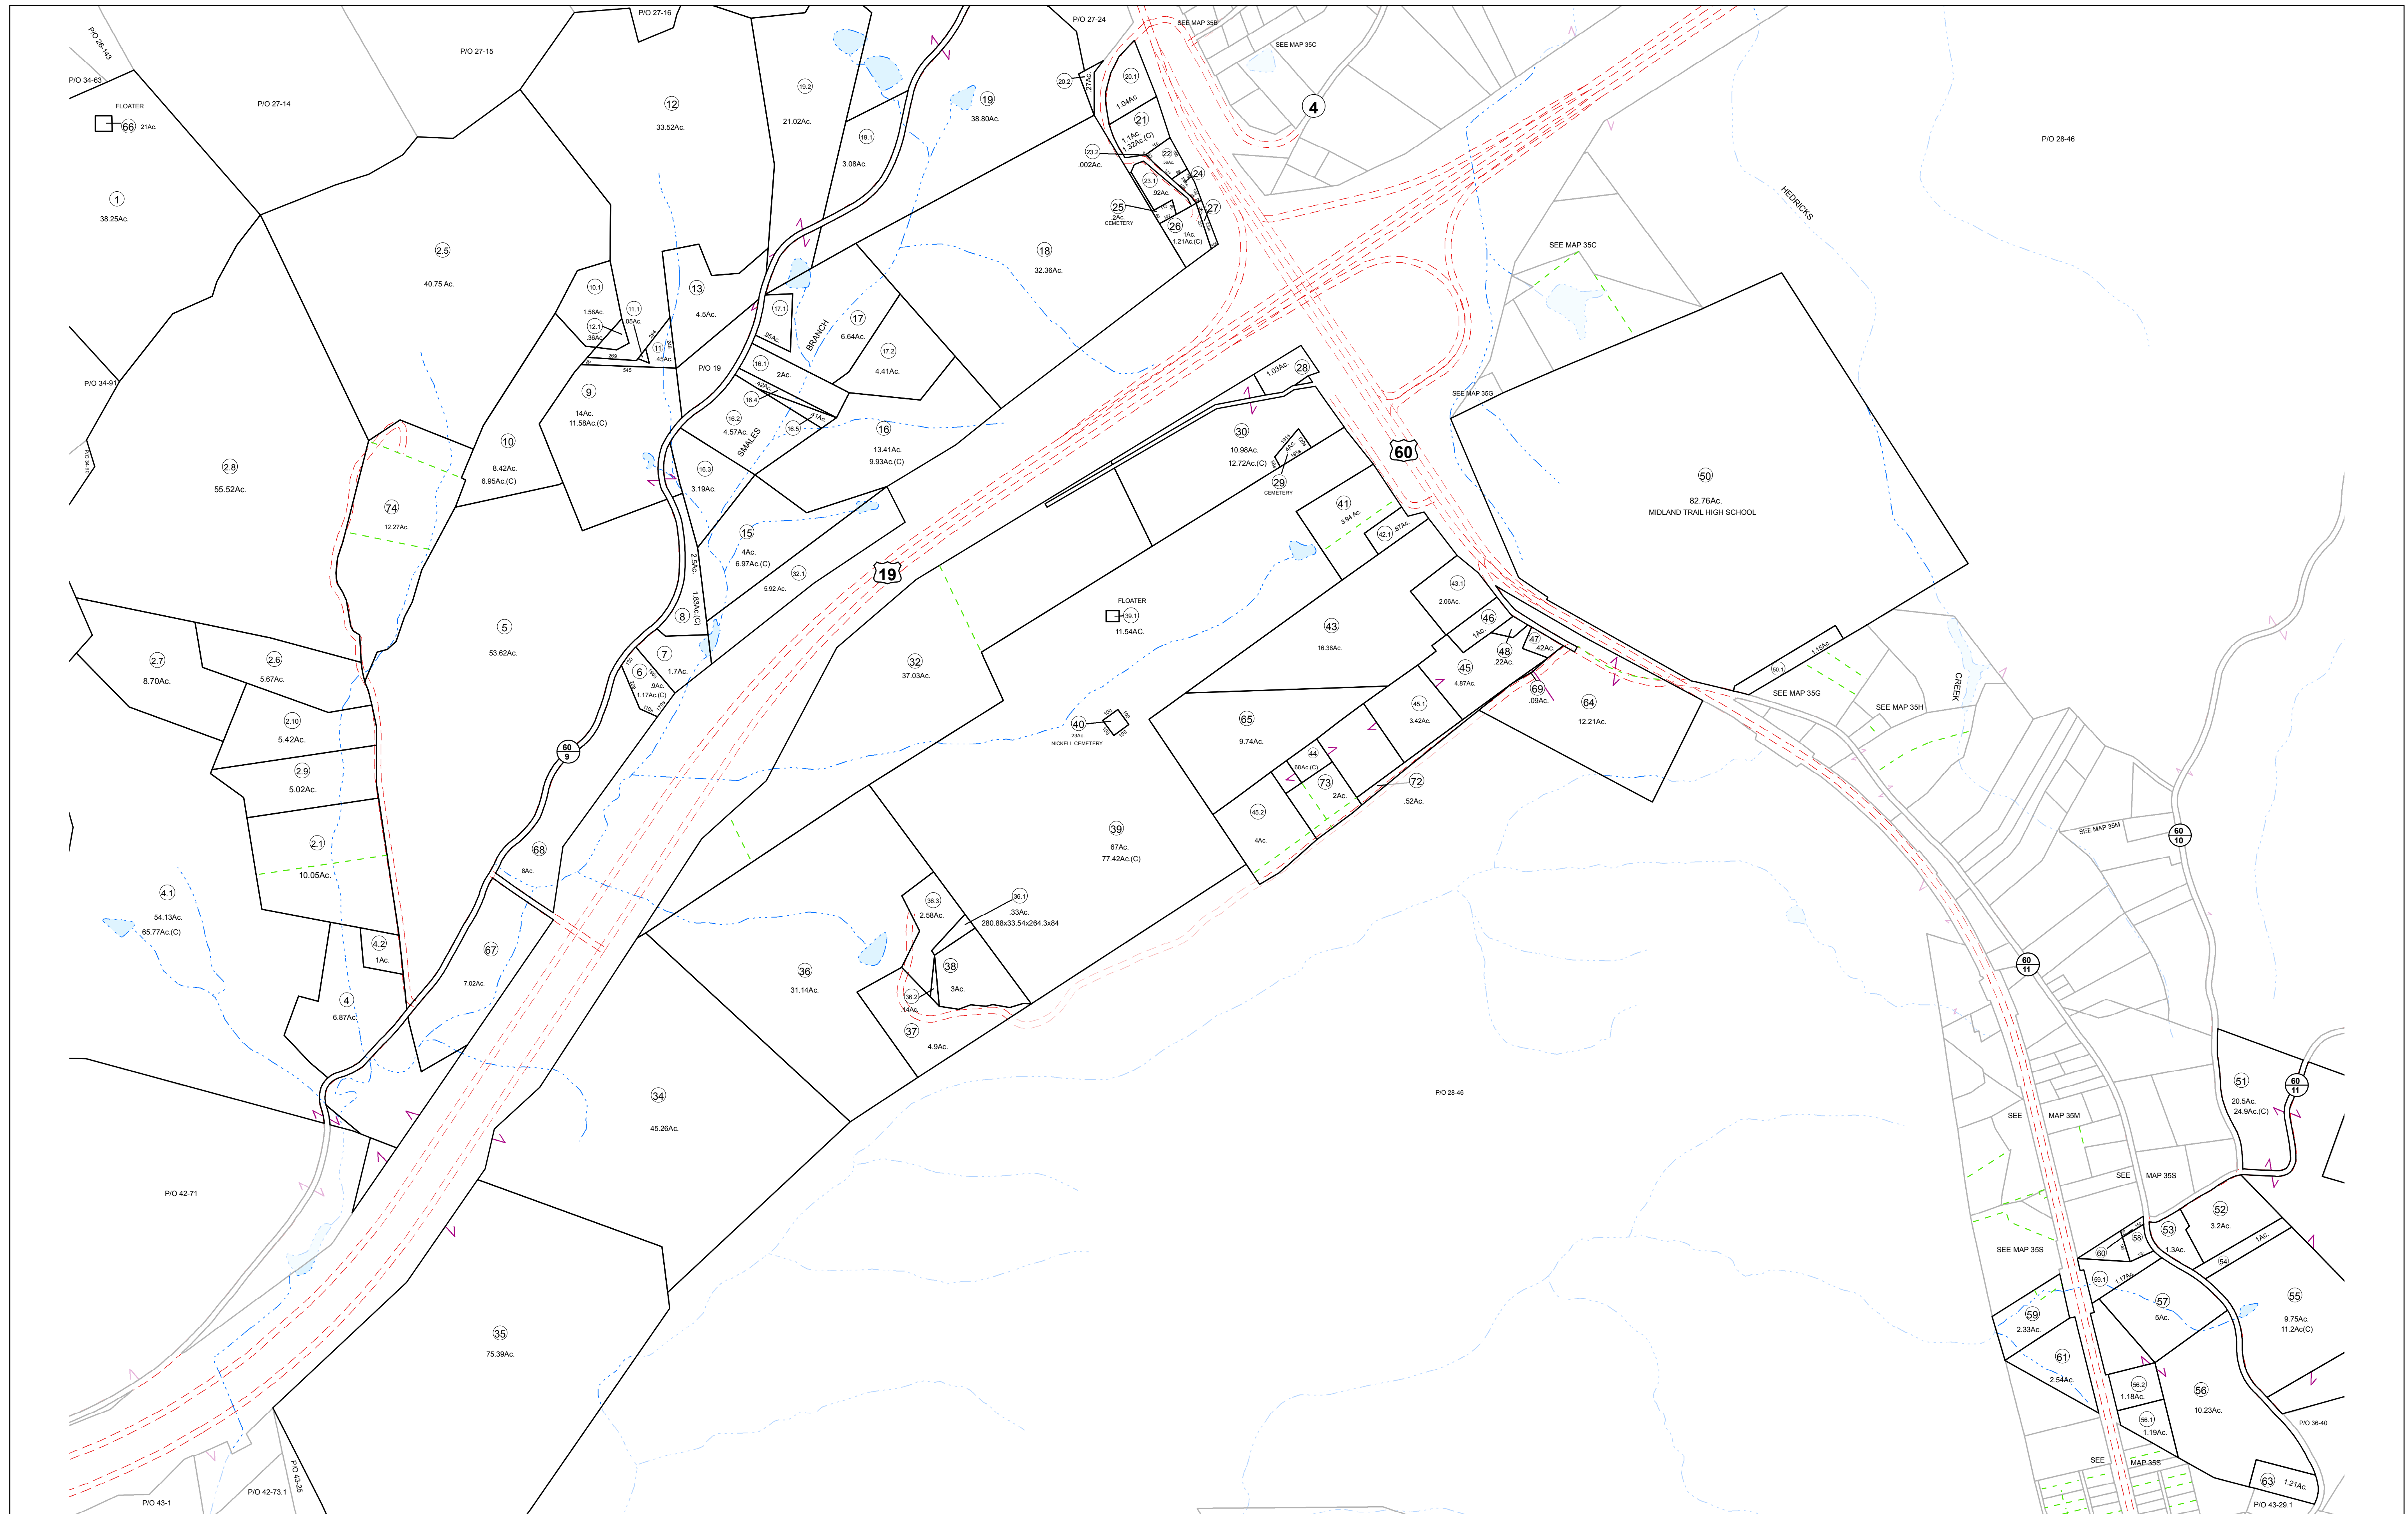 P/O 26-143
P/O 34-63
P/O 27-14
P/O 27-15
P/O 27-16
P/O 27-24
SEE MAP 35B
SEE MAP 35C
4
P/O 28-46
FLOATER
66
21Ac.
1
38.25Ac.
12
33.52Ac.
19.2
21.02Ac.
19
38.80Ac.
19.1
3.08Ac.
20.2
.27Ac.
20.1
1.04Ac
21
1.1Ac.
1.32Ac.(C)
23.2
.002Ac.
22
24
23.1
.92Ac.
25
.2Ac.
CEMETERY
27
26
1Ac.
1.21Ac.(C)
HEDRICKS
SEE MAP 35C
2.5
40.75 Ac.
18
32.36Ac.
10.1
1.58Ac.
11.1
.05Ac.
12.1
.36Ac.
269
545
264
248
11
.45Ac.
13
4.5Ac.
17.1
.96Ac.
BRANCH
17
6.64Ac.
17.2
4.41Ac.
P/O 34-91
P/O 19
16.1
2Ac.
.42Ac.
16.4
.41Ac.
16.5
16.2
4.57Ac.
SMALES
16
13.41Ac.
9.93Ac.(C)
9
14Ac.
11.58Ac.(C)
10
8.42Ac.
6.95Ac.(C)
28
1.03Ac.
30
10.98Ac.
12.72Ac.(C)
.4Ac.
29
CEMETERY
60
SEE MAP 35G
50
82.76Ac.
MIDLAND TRAIL HIGH SCHOOL
2.8
55.52Ac.
74
12.27Ac.
16.3
3.19Ac.
15
4Ac.
6.97Ac.(C)
32.1
5.92 Ac.
19
41
3.94 Ac.
42.1
.87Ac.
2.5Ac.
1.83Ac.(C)
8
43.1
2.06Ac.
46
1Ac.
47
.42Ac.
48
.22Ac.
5
53.62Ac.
FLOATER
39.1
11.54AC.
43
16.38Ac.
45
4.87Ac.
50.1
1.15Ac.
SEE MAP 35G
SEE MAP 35H
CREEK
2.7
8.70Ac.
2.6
5.67Ac.
7
1.7Ac.
6
.9Ac.
1.17Ac.(C)
32
37.03Ac.
69
.09Ac.
64
12.21Ac.
45.1
3.42Ac.
2.10
5.42Ac.
40
.23Ac.
NICKELL CEMETERY
100
100
100
100
65
9.74Ac.
60
9
44
.68Ac.(C)
73
2Ac.
72
.52Ac.
2.9
5.02Ac.
45.2
4Ac.
39
67Ac.
77.42Ac.(C)
SEE MAP 35M
60
10
2.1
10.05Ac.
68
8Ac.
4.1
54.13Ac.
65.77Ac.(C)
36.3
2.58Ac.
36.1
.33Ac.
280.88x33.54x264.3x84
4.2
1Ac.
67
7.02Ac.
36
31.14Ac.
38
3Ac.
36.2
.14Ac.
60
11
4
6.87Ac.
37
4.9Ac.
34
45.26Ac.
P/O 28-46
51
20.5Ac.
24.9Ac.(C)
60
11
SEE MAP 35M
SEE MAP 35S
P/O 42-71
52
3.2Ac.
53
1.3Ac.
58
60
54
1Ac.
SEE MAP 35S
59.1
1.17Ac.
59
2.33Ac.
57
5Ac.
55
9.75Ac.
11.2Ac(C)
35
75.39Ac.
61
2.54Ac.
56.2
1.18Ac.
56
10.23Ac.
56.1
1.19Ac.
P/O 36-40
SEE MAP 35S
63
1.21Ac.
P/O 43-29.1
P/O 43-1
P/O 42-73.1
P/O 43-25